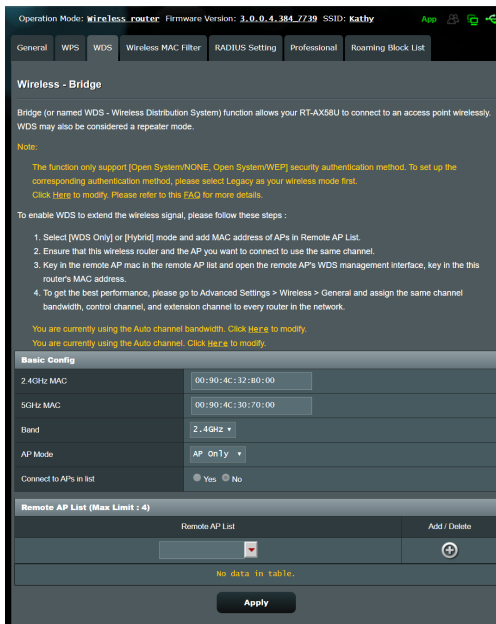 Operation Mode: Wireless router Firmware Version: 3.0.0.4.384_7739 SSID: Kathy App
General WPS WDS Wireless MAC Filter RADIUS Setting Professional Roaming Block List
Wireless - Bridge
Bridge (or named WDS - Wireless Distribution System) function allows your RT-AX58U to connect to an access point wirelessly.
WDS may also be considered a repeater mode.
Note:
The function only support [Open System/NONE, Open System/WEP] security authentication method. To set up the
corresponding authentication method, please select Legacy as your wireless mode first.
Click Here to modify. Please refer to this FAQ for more details.
To enable WDS to extend the wireless signal, please follow these steps :
1. Select [WDS Only] or [Hybrid] mode and add MAC address of APs in Remote AP List.
2. Ensure that this wireless router and the AP you want to connect to use the same channel.
3. Key in the remote AP mac in the remote AP list and open the remote AP's WDS management interface, key in the this
router's MAC address.
4. To get the best performance, please go to Advanced Settings > Wireless > General and assign the same channel
bandwidth, control channel, and extension channel to every router in the network.
You are currently using the Auto channel bandwidth. Click Here to modify.
You are currently using the Auto channel. Click Here to modify.
Basic Config
2.4GHz MAC 00:90:4C:32:B0:00
5GHz MAC 00:90:4C:30:70:00
Band 2.4GHz
AP Mode AP Only
Connect to APs in list Yes No
Remote AP List (Max Limit : 4)
Remote AP List Add / Delete
No data in table.
Apply